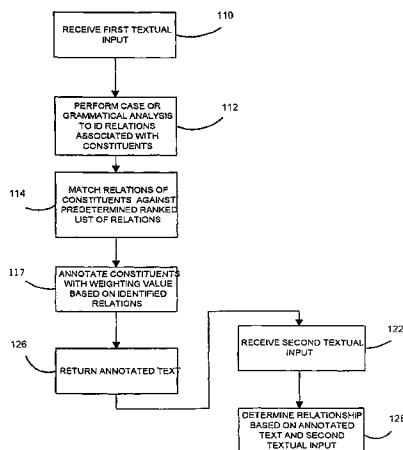 110
RECEIVE FIRST TEXTUAL
INPUT
PERFORM CASE OR
GRAMMATICAL ANALYSIS
TO ID RELATIONS
ASSOCIATED WITH
CONSTITUENTS
112
114
MATCH RELATIONS OF
CONSTITUENTS AGAINST
PREDETERMINED RANKED
LIST OF RELATIONS
117
ANNOTATE CONSTITUENTS
WITH WEIGHTING VALUE
BASED ON IDENTIFIED
RELATIONS
126
RETURN ANNOTATED TEXT
RECEIVE SECOND TEXTUAL
INPUT
122
DETERMINE RELATIONSHIP
BASED ON ANNOTATED
TEXT AND SECOND
TEXTUAL INPUT
128